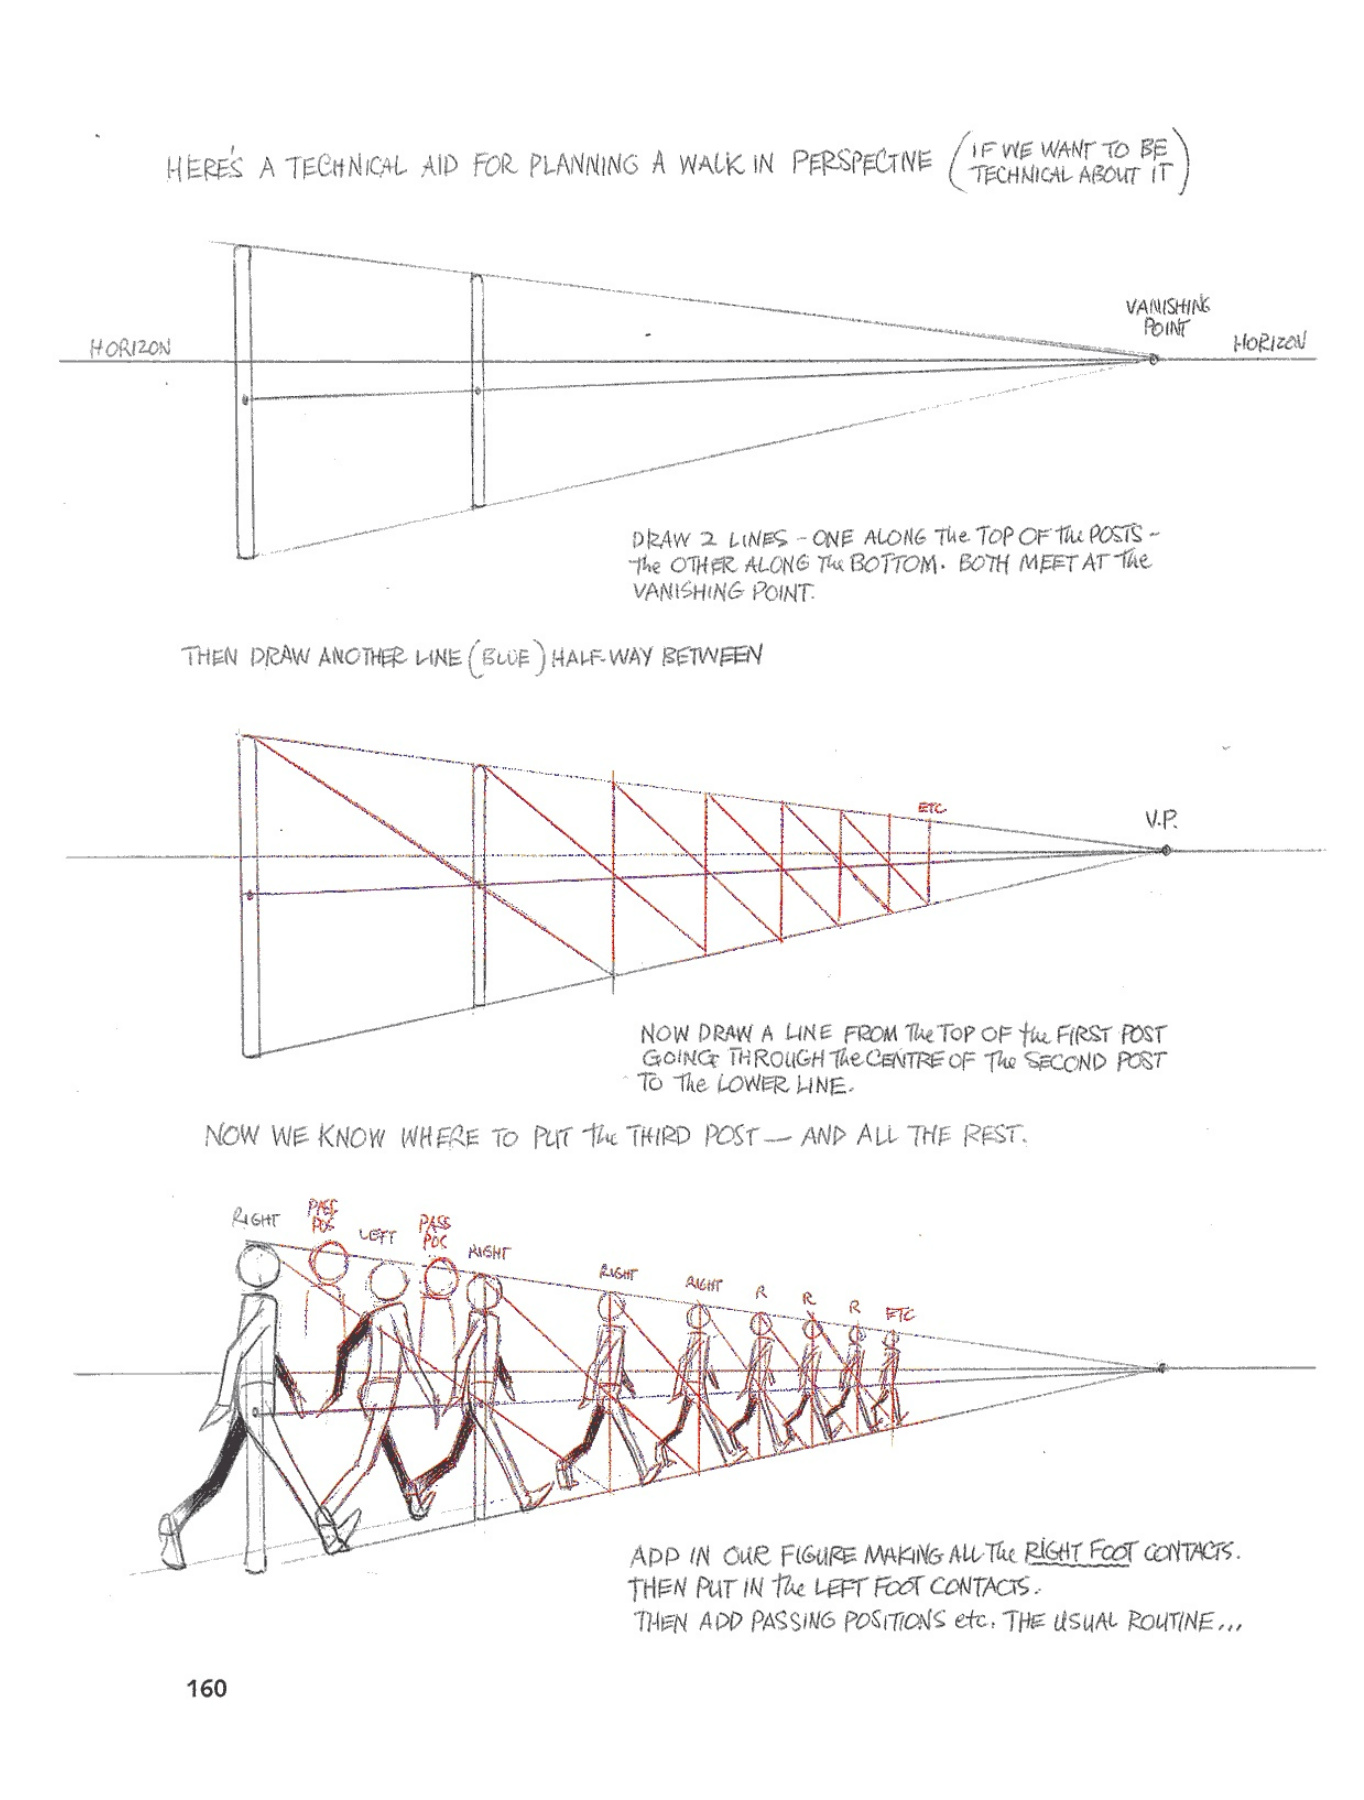 HERE'S A TECHNICAL AID FOR PLANNING A WALK IN PERSPECTIVE (IF WE WANT TO BE
TECHNICAL ABOUT IT)
VANISHING
POINT
HORIZON
HORIZON
DRAW 2 LINES - ONE ALONG The TOP OF The POSTS -
The OTHER ALONG The BOTTOM. BOTH MEET AT The
VANISHING POINT.
THEN DRAW ANOTHER LINE (BLUE) HALF-WAY BETWEEN
ETC
V.P.
NOW DRAW A LINE FROM The TOP OF The FIRST POST
GOING THROUGH The CENTRE OF The SECOND POST
TO The LOWER LINE.
NOW WE KNOW WHERE TO PUT The THIRD POST — AND ALL THE REST.
RIGHT
PASS
POS
LEFT
PASS
POS
RIGHT
RIGHT
RIGHT
R
R
R
ETC
ADD IN OUR FIGURE MAKING ALL The RIGHT FOOT CONTACTS.
THEN PUT IN The LEFT FOOT CONTACTS.
THEN ADD PASSING POSITIONS etc. THE USUAL ROUTINE...
160